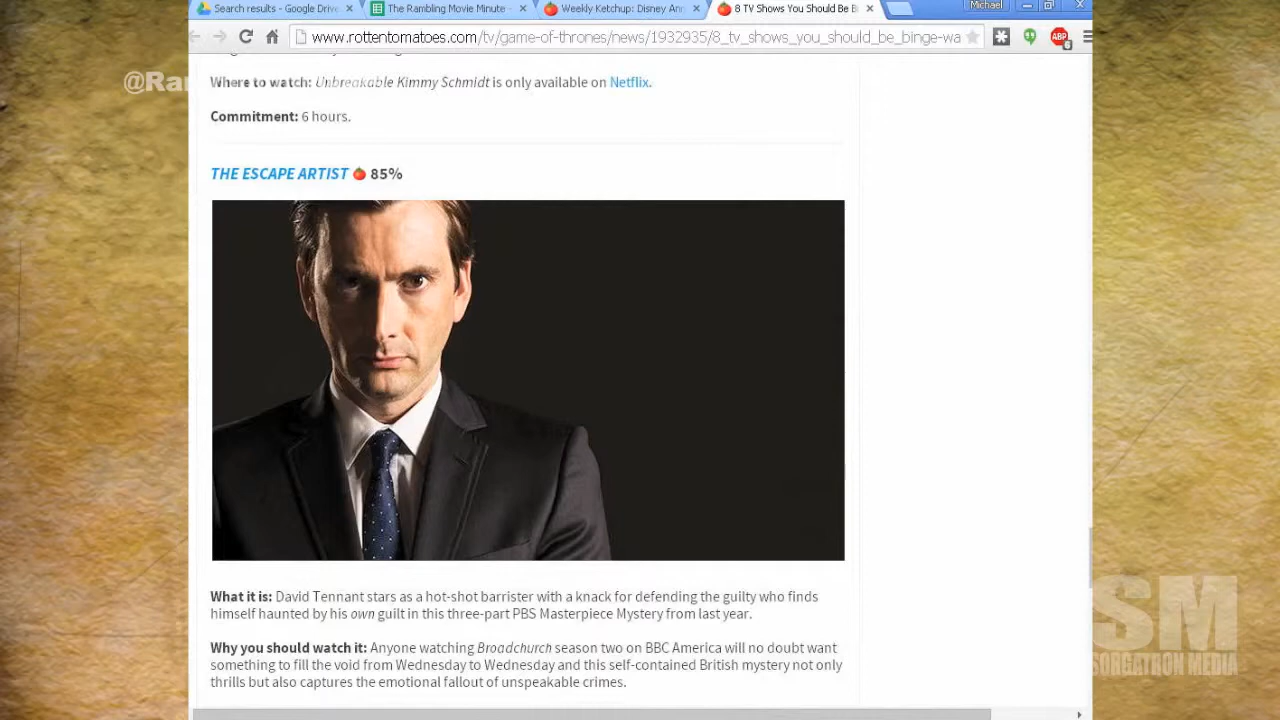 Search results - Google Drive
The Rambling Movie Minute -
Weekly Ketchup: Disney An
8 TV Shows You Should Be Bi
Michael
www.rottentomatoes.com/tv/game-of-thrones/news/1932935/8_tv_shows_you_should_be_binge-wa
ABP
6
@Ra
Where to watch: Unbreakable Kimmy Schmidt is only available on Netflix.
Commitment: 6 hours.
THE ESCAPE ARTIST 85%
What it is: David Tennant stars as a hot-shot barrister with a knack for defending the guilty who finds
himself haunted by his own guilt in this three-part PBS Masterpiece Mystery from last year.
Why you should watch it: Anyone watching Broadchurch season two on BBC America will no doubt want
something to fill the void from Wednesday to Wednesday and this self-contained British mystery not only
thrills but also captures the emotional fallout of unspeakable crimes.
SM
SORGATRON MEDIA